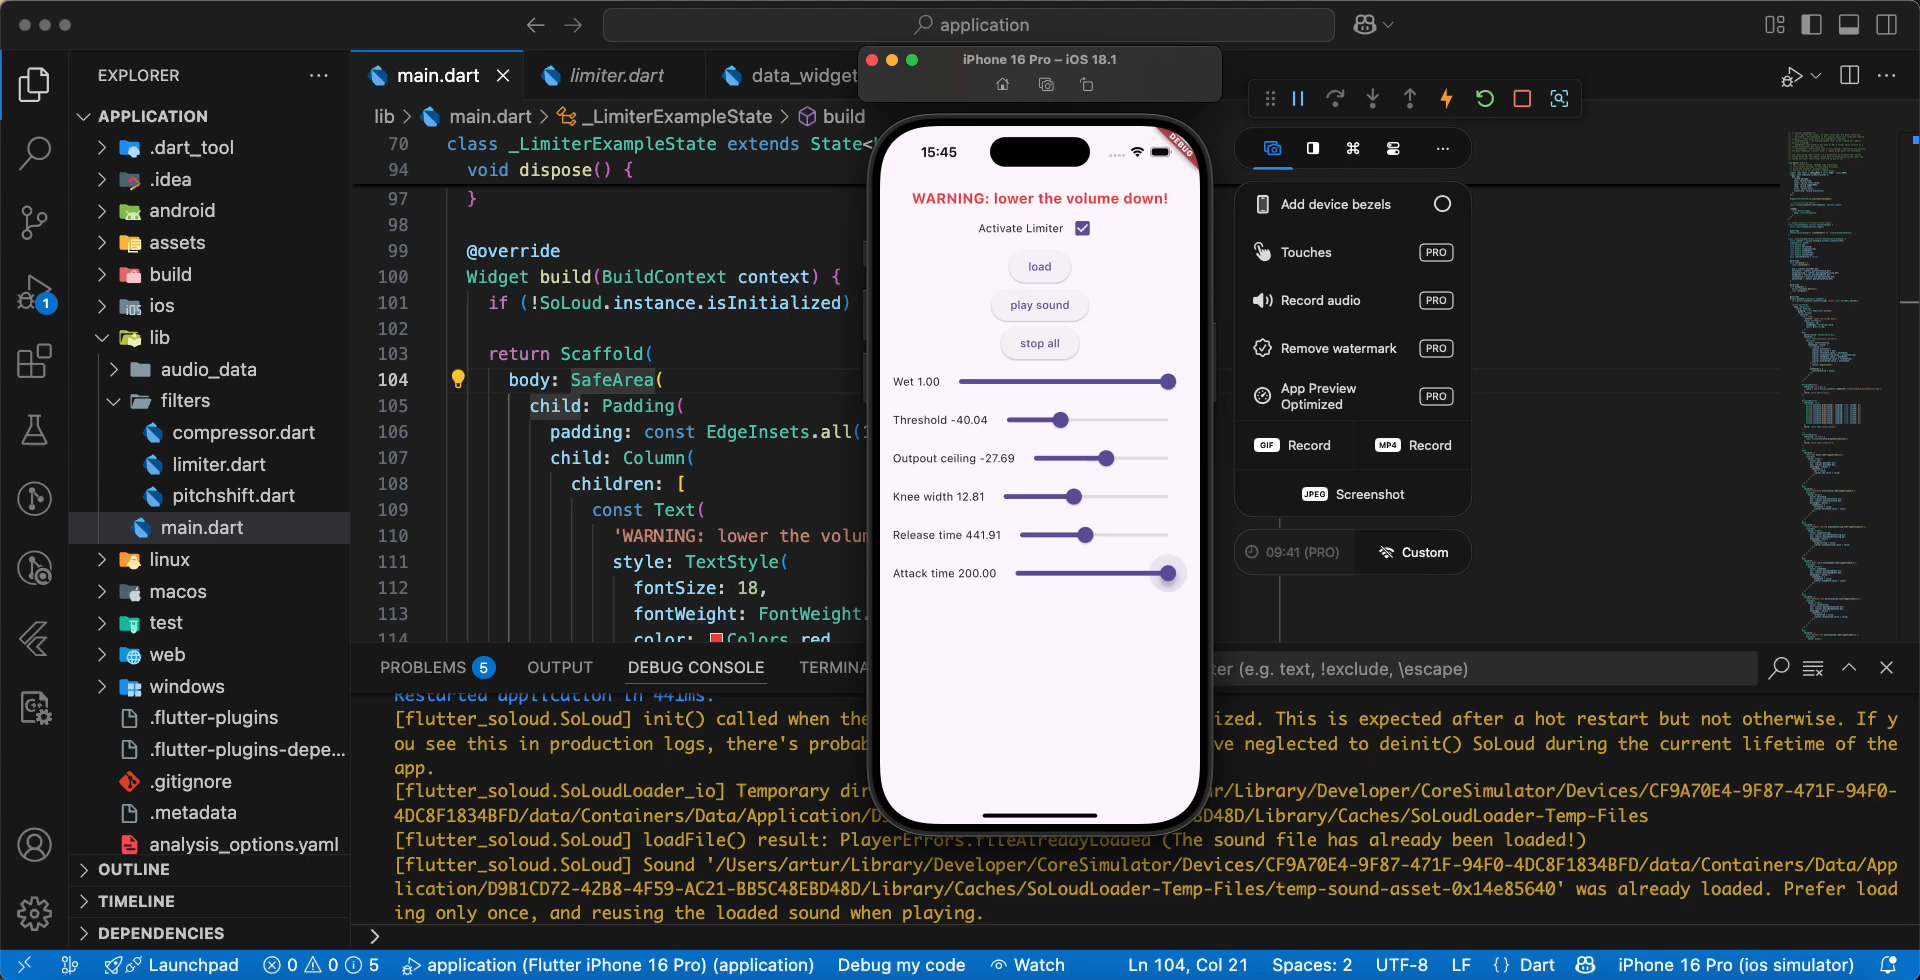 application
EXPLORER
APPLICATION
.dart_tool
.idea
android
assets
build
ios
lib
audio_data
filters
compressor.dart
limiter.dart
pitchshift.dart
main.dart
linux
macos
test
web
windows
.flutter-plugins
.flutter-plugins-depe...
.gitignore
.metadata
analysis_options.yaml
OUTLINE
TIMELINE
DEPENDENCIES
1
main.dart
limiter.dart
data_widget
lib > main.dart > _LimiterExampleState > build
70 class _LimiterExampleState extends State<
94 void dispose() {
97 }
98
99 @override
100 Widget build(BuildContext context) {
101 if (!SoLoud.instance.isInitialized)
102
103 return Scaffold(
104 body: SafeArea(
105 child: Padding(
106 padding: const EdgeInsets.all(
107 child: Column(
108 children: [
109 const Text(
110 'WARNING: lower the volum
111 style: TextStyle(
112 fontSize: 18,
113 fontWeight: FontWeight.
114 color: Colors.red
iPhone 16 Pro – iOS 18.1
15:45
DEBUG
WARNING: lower the volume down!
Activate Limiter
load
play sound
stop all
Wet 1.00
Threshold -40.04
Outpout ceiling -27.69
Knee width 12.81
Release time 441.91
Attack time 200.00
Add device bezels
Touches PRO
Record audio PRO
Remove watermark PRO
App Preview
Optimized PRO
GIF Record
MP4 Record
JPEG Screenshot
09:41 (PRO)
Custom
PROBLEMS 5
OUTPUT
DEBUG CONSOLE
TERMINA
ter (e.g. text, !exclude, \escape)
Restarted application in 441ms.
[flutter_soloud.SoLoud] init() called when the ized. This is expected after a hot restart but not otherwise. If y
ou see this in production logs, there's probab ve neglected to deinit() SoLoud during the current lifetime of the
app.
[flutter_soloud.SoLoudLoader_io] Temporary dir r/Library/Developer/CoreSimulator/Devices/CF9A70E4-9F87-471F-94F0-
4DC8F1834BFD/data/Containers/Data/Application/D BD48D/Library/Caches/SoLoudLoader-Temp-Files
[flutter_soloud.SoLoud] loadFile() result: PlayerErrors.fileAlreadyLoaded (The sound file has already been loaded!)
[flutter_soloud.SoLoud] Sound '/Users/artur/Library/Developer/CoreSimulator/Devices/CF9A70E4-9F87-471F-94F0-4DC8F1834BFD/data/Containers/Data/App
lication/D9B1CD72-42B8-4F59-AC21-BB5C48EBD48D/Library/Caches/SoLoudLoader-Temp-Files/temp-sound-asset-0x14e85640' was already loaded. Prefer load
ing only once, and reusing the loaded sound when playing.
Launchpad
0 0 5
application (Flutter iPhone 16 Pro) (application)
Debug my code
Watch
Ln 104, Col 21
Spaces: 2
UTF-8
LF
{} Dart
iPhone 16 Pro (ios simulator)